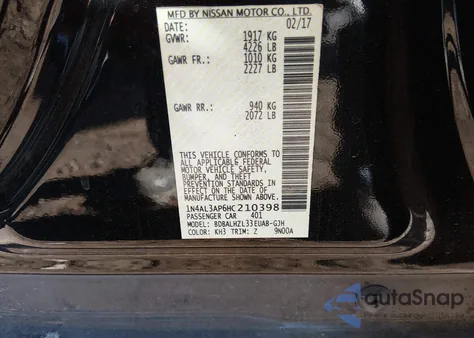 MFD BY NISSAN MOTOR CO., LTD.
DATE: 02/17
GVWR: 1917 KG
4226 LB
GAWR FR.: 1010 KG
2227 LB
GAWR RR.: 940 KG
2072 LB
THIS VEHICLE CONFORMS TO
ALL APPLICABLE FEDERAL
MOTOR VEHICLE SAFETY,
BUMPER, AND THEFT
PREVENTION STANDARDS IN
EFFECT ON THE DATE OF
MANUFACTURE SHOWN ABOVE.
1N4AL3AP6HC210398
PASSENGER CAR 401
MODEL: BDBALHZL33EUAB-GJH
COLOR: KH3 TRIM: Z 9N00A
autaSnap